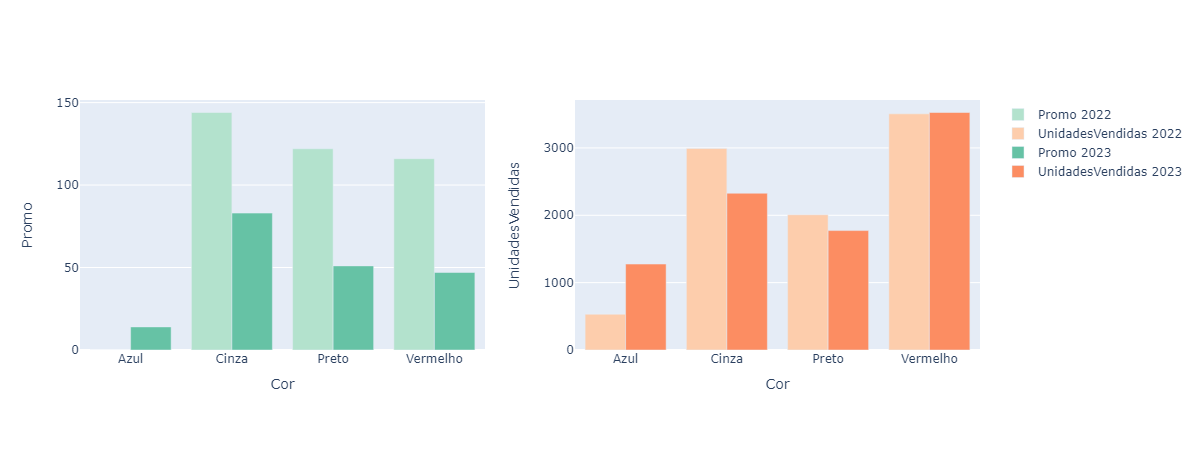 Promo
150
100
50
0
Azul
Cinza
Preto
Vermelho
Cor
UnidadesVendidas
3000
2000
1000
0
Azul
Cinza
Preto
Vermelho
Cor
Promo 2022
UnidadesVendidas 2022
Promo 2023
UnidadesVendidas 2023